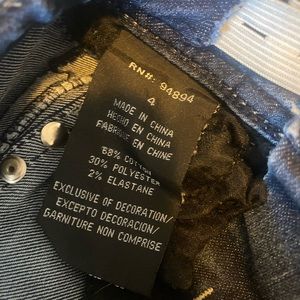 RN#: 94894
4
MADE IN CHINA
HECHO EN CHINA
FABRIQUE EN CHINE
68% COTTON
30% POLYESTER
2% ELASTANE
EXCLUSIVE OF DECORATION/
EXCEPTO DECORACION/
GARNITURE NON COMPRISE